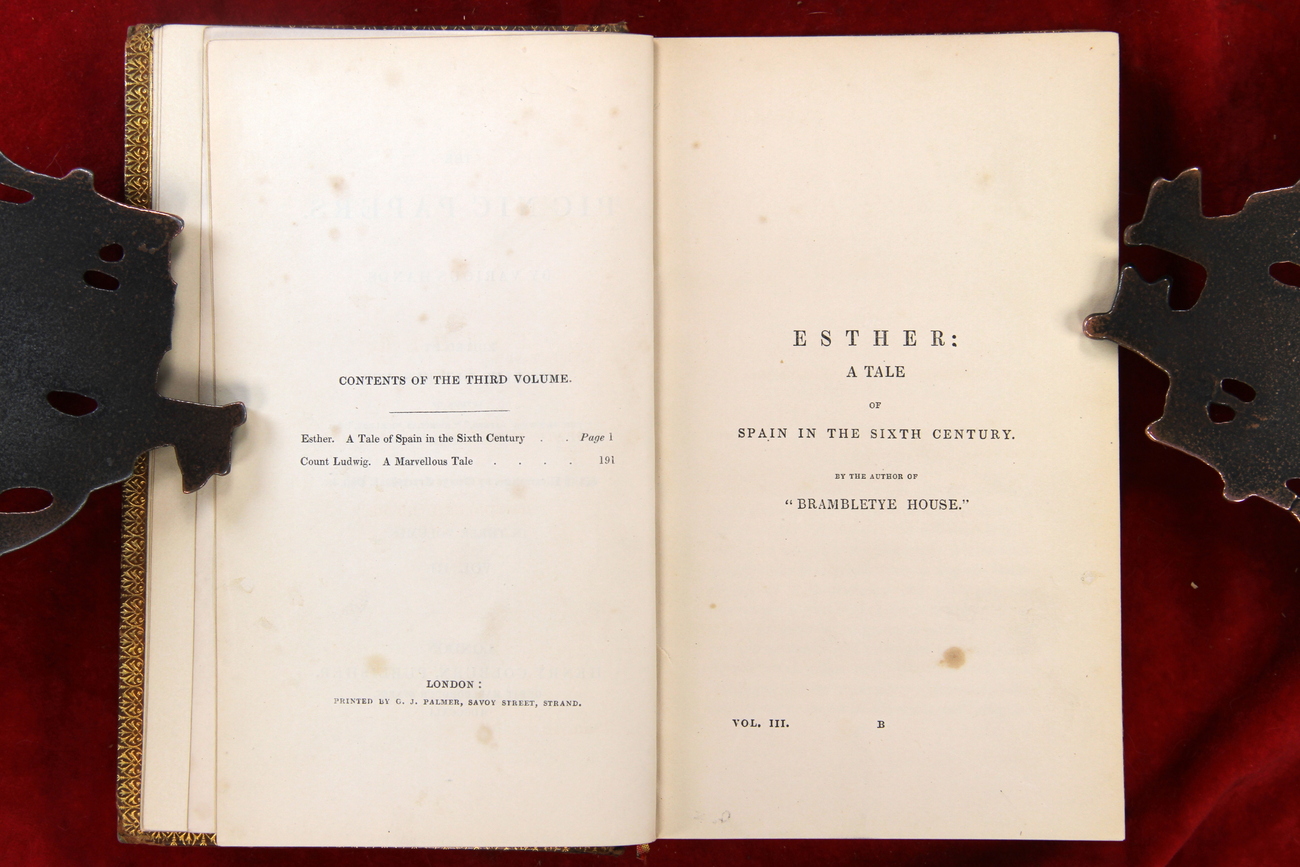 CONTENTS OF THE THIRD VOLUME.
Esther. A Tale of Spain in the Sixth Century . . Page 1
Count Ludwig. A Marvellous Tale . . . . 191
LONDON:
PRINTED BY G. J. PALMER, SAVOY STREET, STRAND.
ESTHER:
A TALE
OF
SPAIN IN THE SIXTH CENTURY.
BY THE AUTHOR OF
“BRAMBLETYE HOUSE.”
VOL. III. B